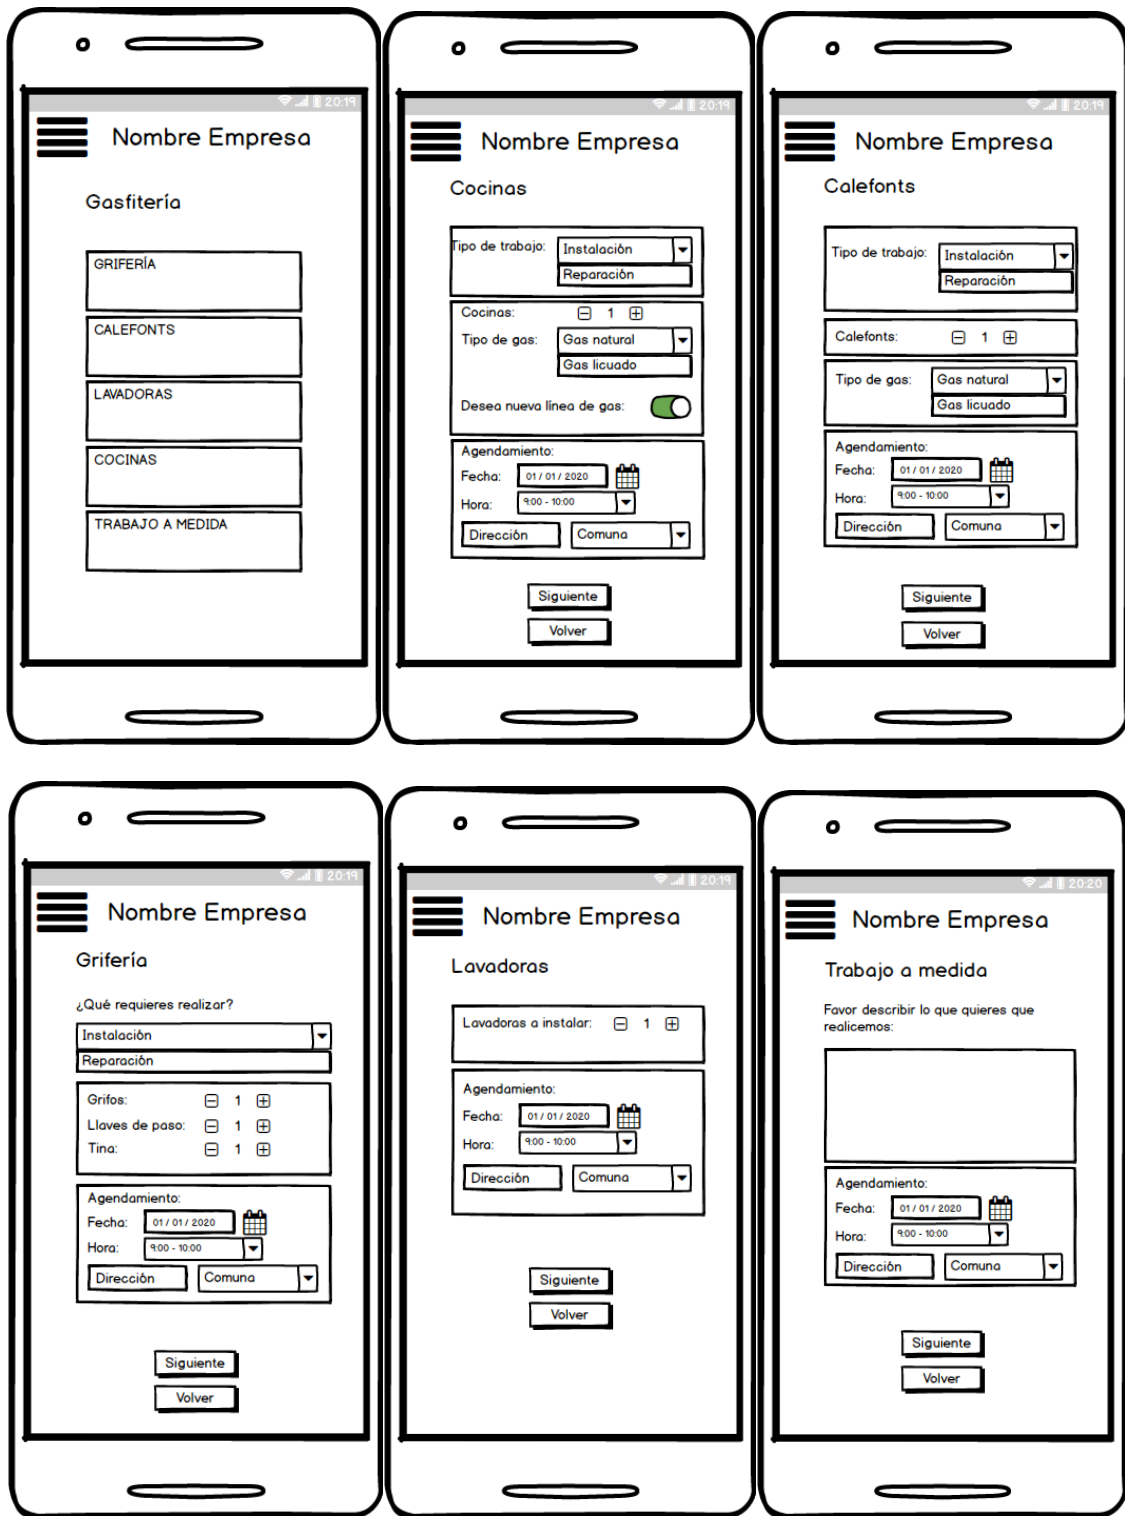 20:19
Nombre Empresa
Gasfitería
GRIFERÍA
CALEFONTS
LAVADORAS
COCINAS
TRABAJO A MEDIDA
20:19
Nombre Empresa
Cocinas
Tipo de trabajo: Instalación
Reparación
Cocinas: 1
Tipo de gas: Gas natural
Gas licuado
Desea nueva línea de gas:
Agendamiento:
Fecha: 01 / 01 / 2020
Hora: 9:00 - 10:00
Dirección Comuna
Siguiente
Volver
20:19
Nombre Empresa
Calefonts
Tipo de trabajo: Instalación
Reparación
Calefonts: 1
Tipo de gas: Gas natural
Gas licuado
Agendamiento:
Fecha: 01 / 01 / 2020
Hora: 9:00 - 10:00
Dirección Comuna
Siguiente
Volver
20:19
Nombre Empresa
Grifería
¿Qué requieres realizar?
Instalación
Reparación
Grifos: 1
Llaves de paso: 1
Tina: 1
Agendamiento:
Fecha: 01 / 01 / 2020
Hora: 9:00 - 10:00
Dirección Comuna
Siguiente
Volver
20:19
Nombre Empresa
Lavadoras
Lavadoras a instalar: 1
Agendamiento:
Fecha: 01 / 01 / 2020
Hora: 9:00 - 10:00
Dirección Comuna
Siguiente
Volver
20:20
Nombre Empresa
Trabajo a medida
Favor describir lo que quieres que
realicemos:
Agendamiento:
Fecha: 01 / 01 / 2020
Hora: 9:00 - 10:00
Dirección Comuna
Siguiente
Volver